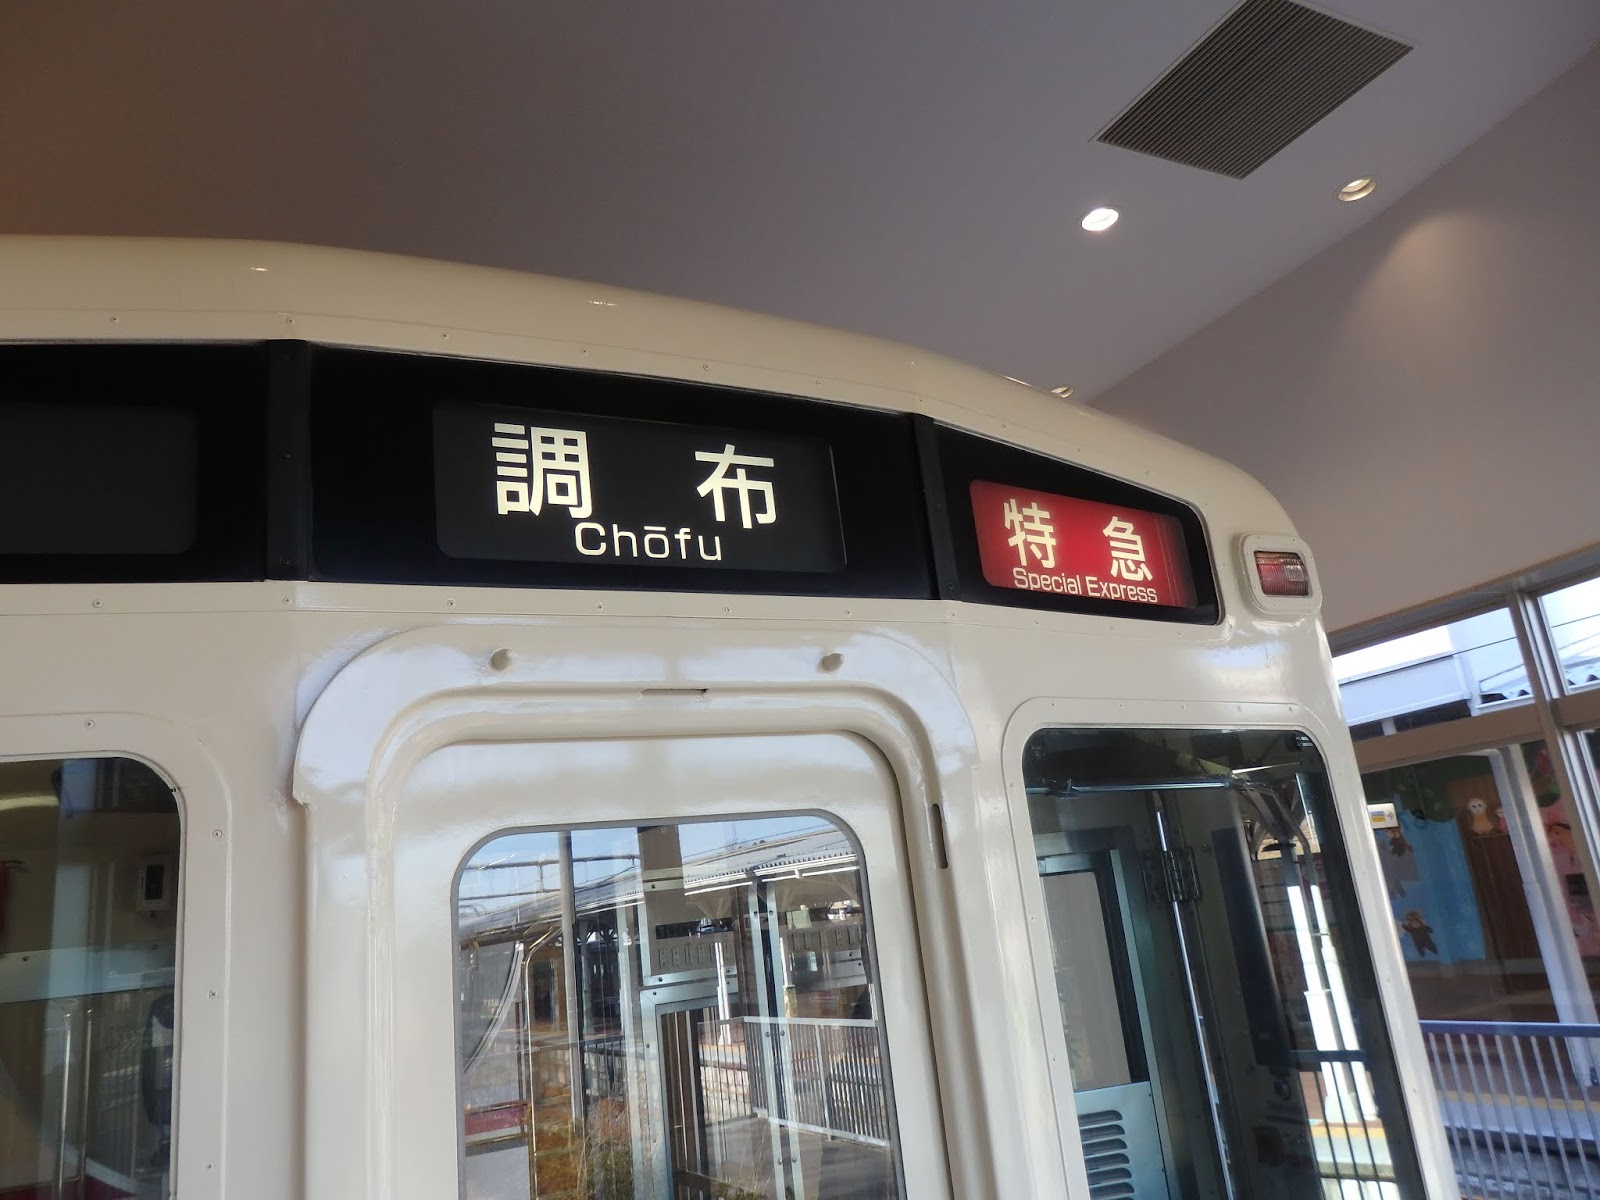 調布
Chōfu
特急
Special Express